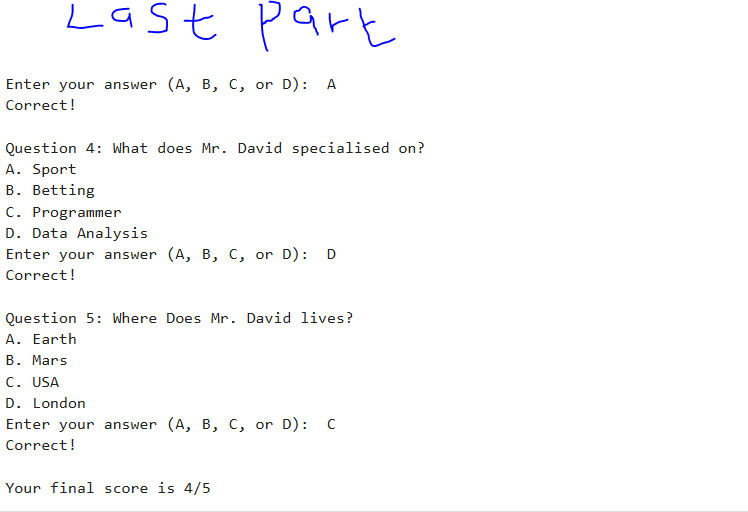 Last part
Enter your answer (A, B, C, or D): A
Correct!
Question 4: What does Mr. David specialised on?
A. Sport
B. Betting
C. Programmer
D. Data Analysis
Enter your answer (A, B, C, or D): D
Correct!
Question 5: Where Does Mr. David lives?
A. Earth
B. Mars
C. USA
D. London
Enter your answer (A, B, C, or D): C
Correct!
Your final score is 4/5